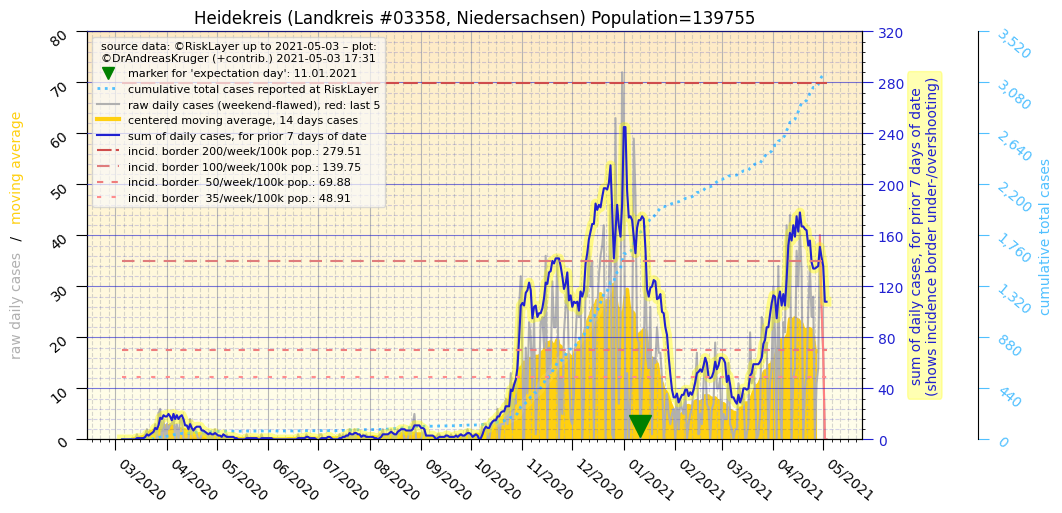 Heidekreis (Landkreis #03358, Niedersachsen) Population=139755
source data: ©RiskLayer up to 2021-05-03 – plot:
©DrAndreasKruger (+contrib.) 2021-05-03 17:31
marker for 'expectation day': 11.01.2021
cumulative total cases reported at RiskLayer
raw daily cases (weekend-flawed), red: last 5
centered moving average, 14 days cases
sum of daily cases, for prior 7 days of date
incid. border 200/week/100k pop.: 279.51
incid. border 100/week/100k pop.: 139.75
incid. border  50/week/100k pop.: 69.88
incid. border  35/week/100k pop.: 48.91
raw daily cases / moving average
80
70
60
50
40
30
20
10
0
03/2020
04/2020
05/2020
06/2020
07/2020
08/2020
09/2020
10/2020
11/2020
12/2020
01/2021
02/2021
03/2021
04/2021
05/2021
320
280
240
200
160
120
80
40
0
sum of daily cases, for prior 7 days of date
(shows incidence border under-/overshooting)
3,520
3,080
2,640
2,200
1,760
1,320
880
440
0
cumulative total cases